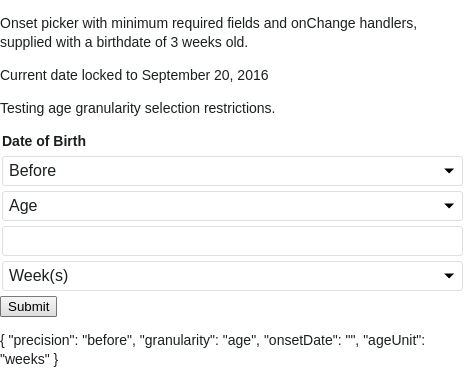 Onset picker with minimum required fields and onChange handlers,
supplied with a birthdate of 3 weeks old.
Current date locked to September 20, 2016
Testing age granularity selection restrictions.
Date of Birth
Before
Age
Week(s)
Submit
{ "precision": "before", "granularity": "age", "onsetDate": "", "ageUnit":
"weeks" }